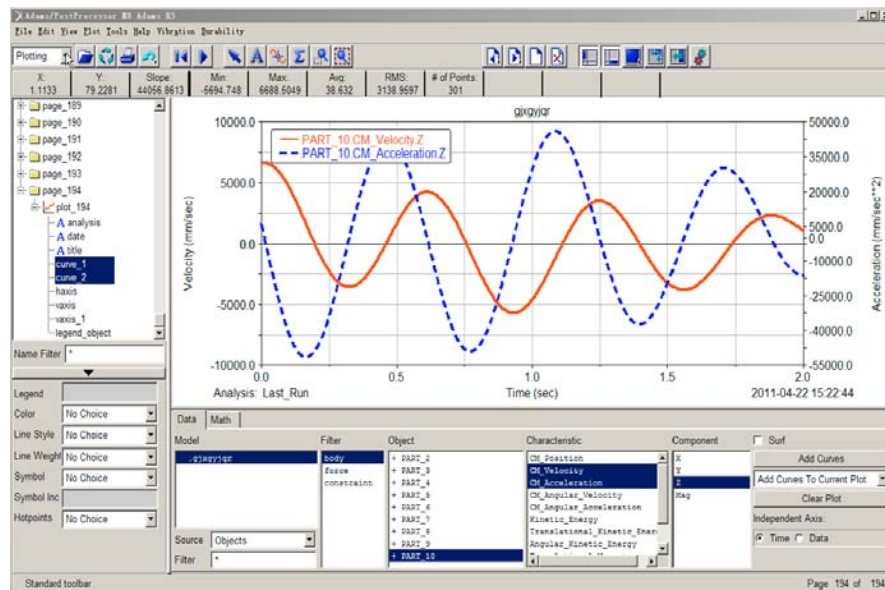 Adams/PostProcessor MD Adams R3
File Edit View Plot Tools Help Vibration Durability
Plotting
X: Y: Slope: Min: Max: Avg: RMS: # of Points:
1.1133 79.2281 44056.8613 -5694.748 6688.5049 38.632 3138.9597 301
page_189
page_190
page_191
page_192
page_193
page_194
plot_194
A analysis
A date
A title
curve_1
curve_2
haxis
vaxis
vaxis_1
legend_object
Name Filter *
Legend
Color No Choice
Line Style No Choice
Line Weight No Choice
Symbol No Choice
Symbol Inc
Hotpoints No Choice
gjxgyjqr
PART_10.CM_Velocity.Z
PART_10.CM_Acceleration.Z
Velocity (mm/sec)
10000.0
5000.0
0.0
-5000.0
-10000.0
Acceleration (mm/sec**2)
50000.0
35000.0
20000.0
5000.0
0.0
-10000.0
-25000.0
-40000.0
-55000.0
0.0 0.5 1.0 1.5 2.0
Analysis: Last_Run Time (sec) 2011-04-22 15:22:44
Data Math
Model Filter Object Characteristic Component Surf
.gjxgyjqr
body
force
constraint
+ PART_2
+ PART_3
+ PART_4
+ PART_5
+ PART_6
+ PART_7
+ PART_8
+ PART_9
+ PART_10
CM_Position
CM_Velocity
CM_Acceleration
CM_Angular_Velocity
CM_Angular_Acceleration
Kinetic_Energy
Translational_Kinetic_Ener
Angular_Kinetic_Energy
X
Y
Z
Mag
Add Curves
Add Curves To Current Plot
Clear Plot
Independent Axis:
Time Data
Source Objects
Filter *
Standard toolbar Page 194 of 194